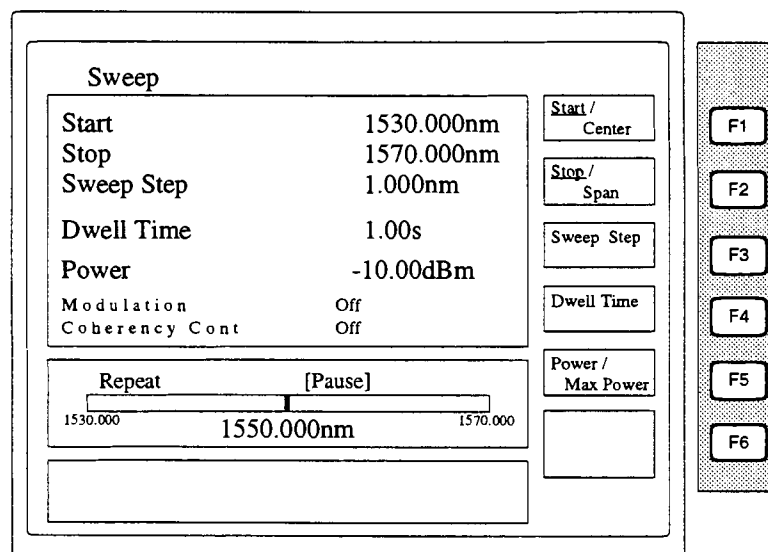 Sweep
Start 1530.000nm
Stop 1570.000nm
Sweep Step 1.000nm
Dwell Time 1.00s
Power -10.00dBm
Modulation Off
Coherency Cont Off
Repeat [Pause]
1530.000 1570.000
1550.000nm
Start /
Center
Stop /
Span
Sweep Step
Dwell Time
Power /
Max Power
F1
F2
F3
F4
F5
F6